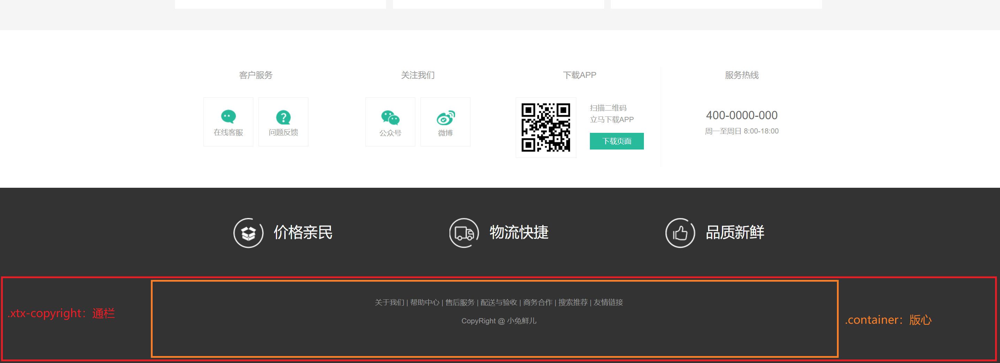 客户服务
关注我们
下载APP
服务热线
在线客服
问题反馈
公众号
微博
扫描二维码
立马下载APP
下载页面
400-0000-000
周一至周日 8:00-18:00
价格亲民
物流快捷
品质新鲜
关于我们 | 帮助中心 | 售后服务 | 配送与验收 | 商务合作 | 搜索推荐 | 友情链接
.xtx-copyright：通栏
CopyRight @ 小兔鲜儿
.container：版心